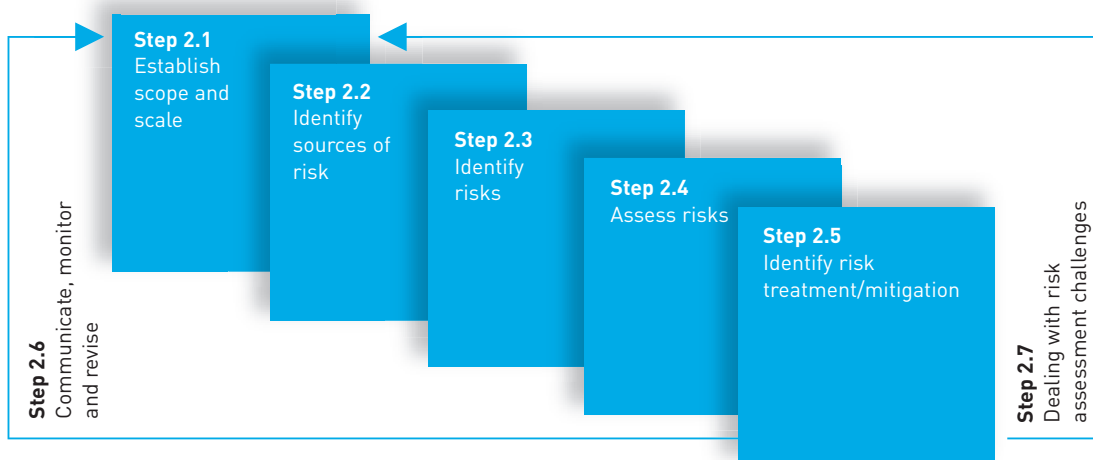 Step 2.1
Establish
scope and
scale
Step 2.2
Identify
sources of
risk
Step 2.3
Identify
risks
Step 2.4
Assess risks
Step 2.5
Identify risk
treatment/mitigation
Step 2.6
Communicate, monitor
and revise
Step 2.7
Dealing with risk
assessment challenges